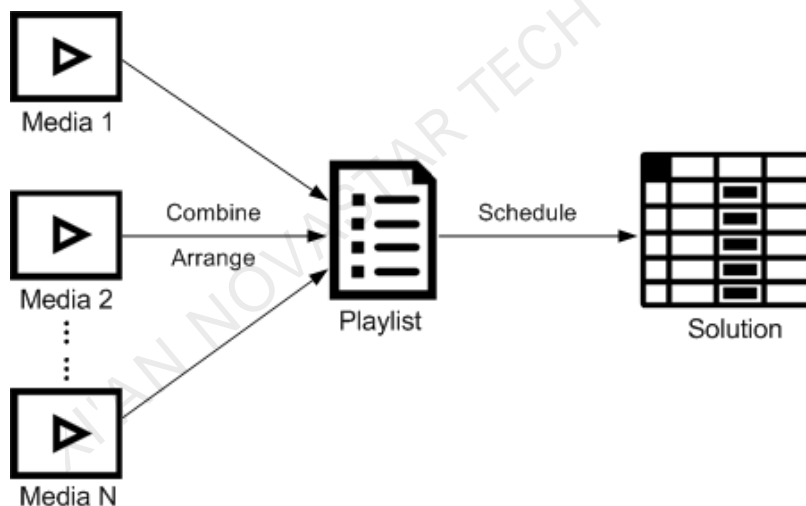 Media 1
Media 2
Media N
Combine
Arrange
Playlist
Schedule
Solution
XI'AN NOVASTAR TECH